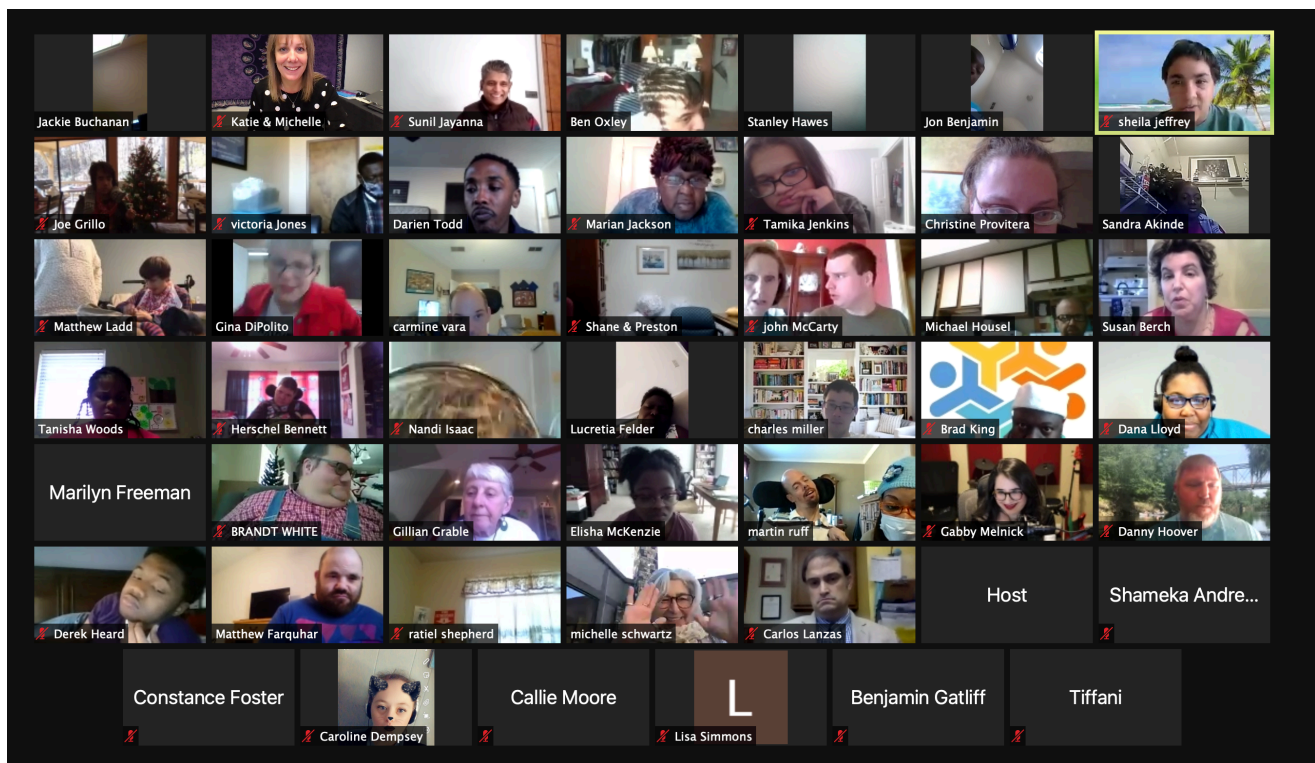 Jackie Buchanan
Katie & Michelle
Sunil Jayanna
Ben Oxley
Stanley Hawes
Jon Benjamin
sheila jeffrey
Joe Grillo
victoria Jones
Darien Todd
Marian Jackson
Tamika Jenkins
Christine Provitera
Sandra Akinde
Matthew Ladd
Gina DiPolito
carmine vara
Shane & Preston
john McCarty
Michael Housel
Susan Berch
Tanisha Woods
Herschel Bennett
Nandi Isaac
Lucretia Felder
charles miller
Brad King
Dana Lloyd
Marilyn Freeman
BRANDT WHITE
Gillian Grable
Elisha McKenzie
martin ruff
Gabby Melnick
Danny Hoover
Derek Heard
Matthew Farquhar
ratiel shepherd
michelle schwartz
Carlos Lanzas
Host
Shameka Andre...
Constance Foster
Caroline Dempsey
Callie Moore
L
Lisa Simmons
Benjamin Gatliff
Tiffani